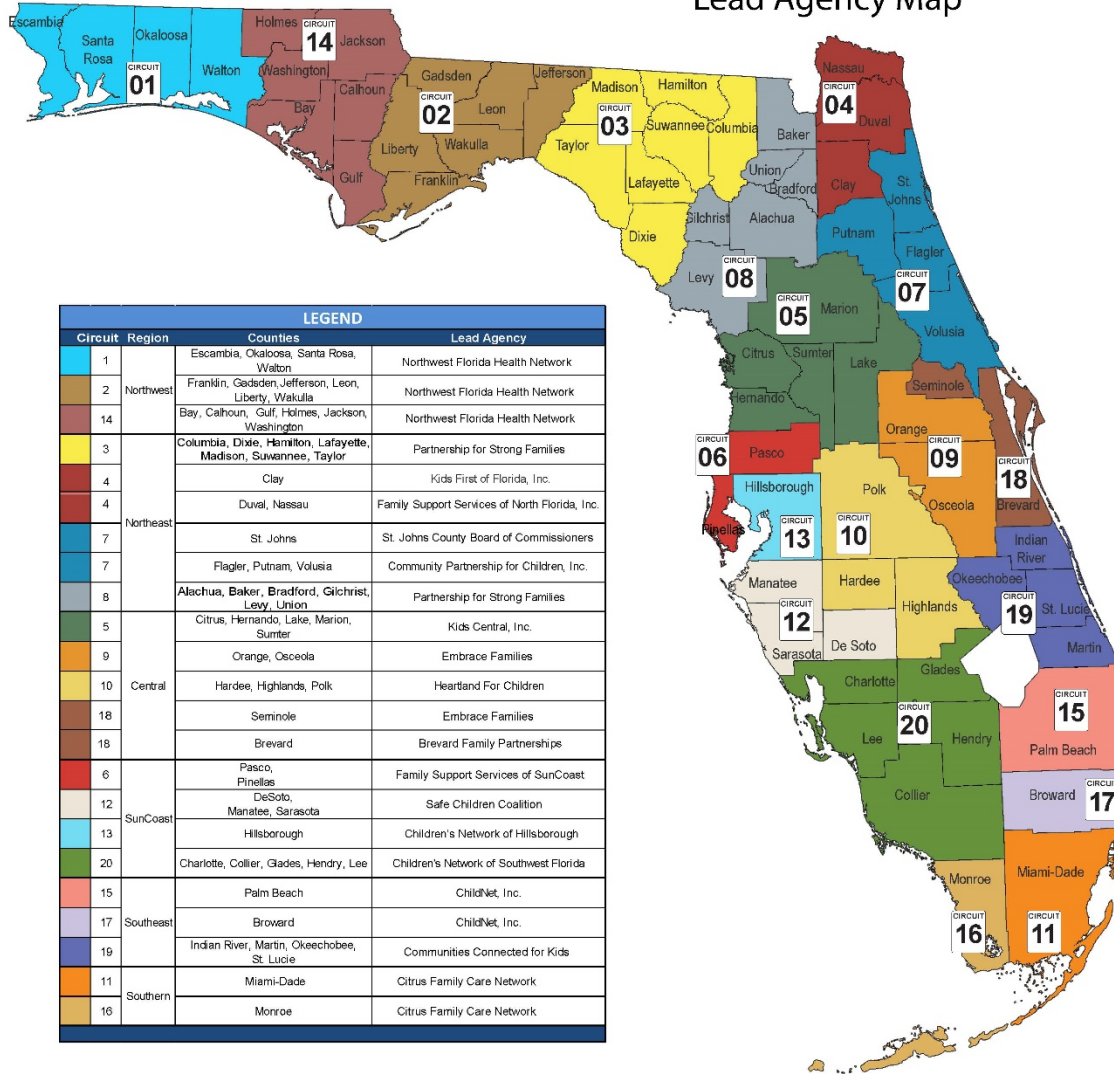 Lead Agency Map
Escambia
Santa
Rosa
Okaloosa
Walton
CIRCUIT
01
Holmes
CIRCUIT
14
Jackson
Washington
Calhoun
Bay
Gulf
Gadsden
Jefferson
CIRCUIT
02
Leon
Liberty
Wakulla
Franklin
Madison
Hamilton
CIRCUIT
03
Suwannee
Columbia
Taylor
Lafayette
Dixie
Nassau
CIRCUIT
04
Duval
Clay
Baker
Union
Bradford
Gilchrist
Alachua
Levy
CIRCUIT
08
St.
Johns
Putnam
Flagler
CIRCUIT
07
Volusia
CIRCUIT
05
Marion
Citrus
Sumter
Lake
Hernando
Seminole
Orange
CIRCUIT
09
Osceola
CIRCUIT
18
Brevard
CIRCUIT
06
Pasco
Pinellas
Hillsborough
CIRCUIT
13
Polk
CIRCUIT
10
Hardee
Highlands
Manatee
CIRCUIT
12
Sarasota
De Soto
Indian
River
Okeechobee
CIRCUIT
19
St. Lucie
Martin
Charlotte
Glades
CIRCUIT
20
Lee
Hendry
Collier
CIRCUIT
15
Palm Beach
Broward
CIRCUI
17
Miami-Dade
CIRCUIT
11
Monroe
CIRCUIT
16
LEGEND
Circuit Region Counties Lead Agency
1 Escambia, Okaloosa, Santa Rosa,
Walton Northwest Florida Health Network
Northwest
2 Franklin, Gadsden, Jefferson, Leon,
Liberty, Wakulla Northwest Florida Health Network
14 Bay, Calhoun, Gulf, Holmes, Jackson,
Washington Northwest Florida Health Network
3 Columbia, Dixie, Hamilton, Lafayette,
Madison, Suwannee, Taylor Partnership for Strong Families
4 Clay Kids First of Florida, Inc.
4 Duval, Nassau Family Support Services of North Florida, Inc.
Northeast
7 St. Johns St. Johns County Board of Commissioners
7 Flagler, Putnam, Volusia Community Partnership for Children, Inc.
8 Alachua, Baker, Bradford, Gilchrist,
Levy, Union Partnership for Strong Families
5 Citrus, Hernando, Lake, Marion,
Sumter Kids Central, Inc.
9 Orange, Osceola Embrace Families
10 Central Hardee, Highlands, Polk Heartland For Children
18 Seminole Embrace Families
18 Brevard Brevard Family Partnerships
6 Pasco,
Pinellas Family Support Services of SunCoast
12 DeSoto,
Manatee, Sarasota Safe Children Coalition
SunCoast
13 Hillsborough Children's Network of Hillsborough
20 Charlotte, Collier, Glades, Hendry, Lee Children's Network of Southwest Florida
15 Palm Beach ChildNet, Inc.
17 Southeast Broward ChildNet, Inc.
19 Indian River, Martin, Okeechobee,
St. Lucie Communities Connected for Kids
11 Miami-Dade Citrus Family Care Network
Southern
16 Monroe Citrus Family Care Network